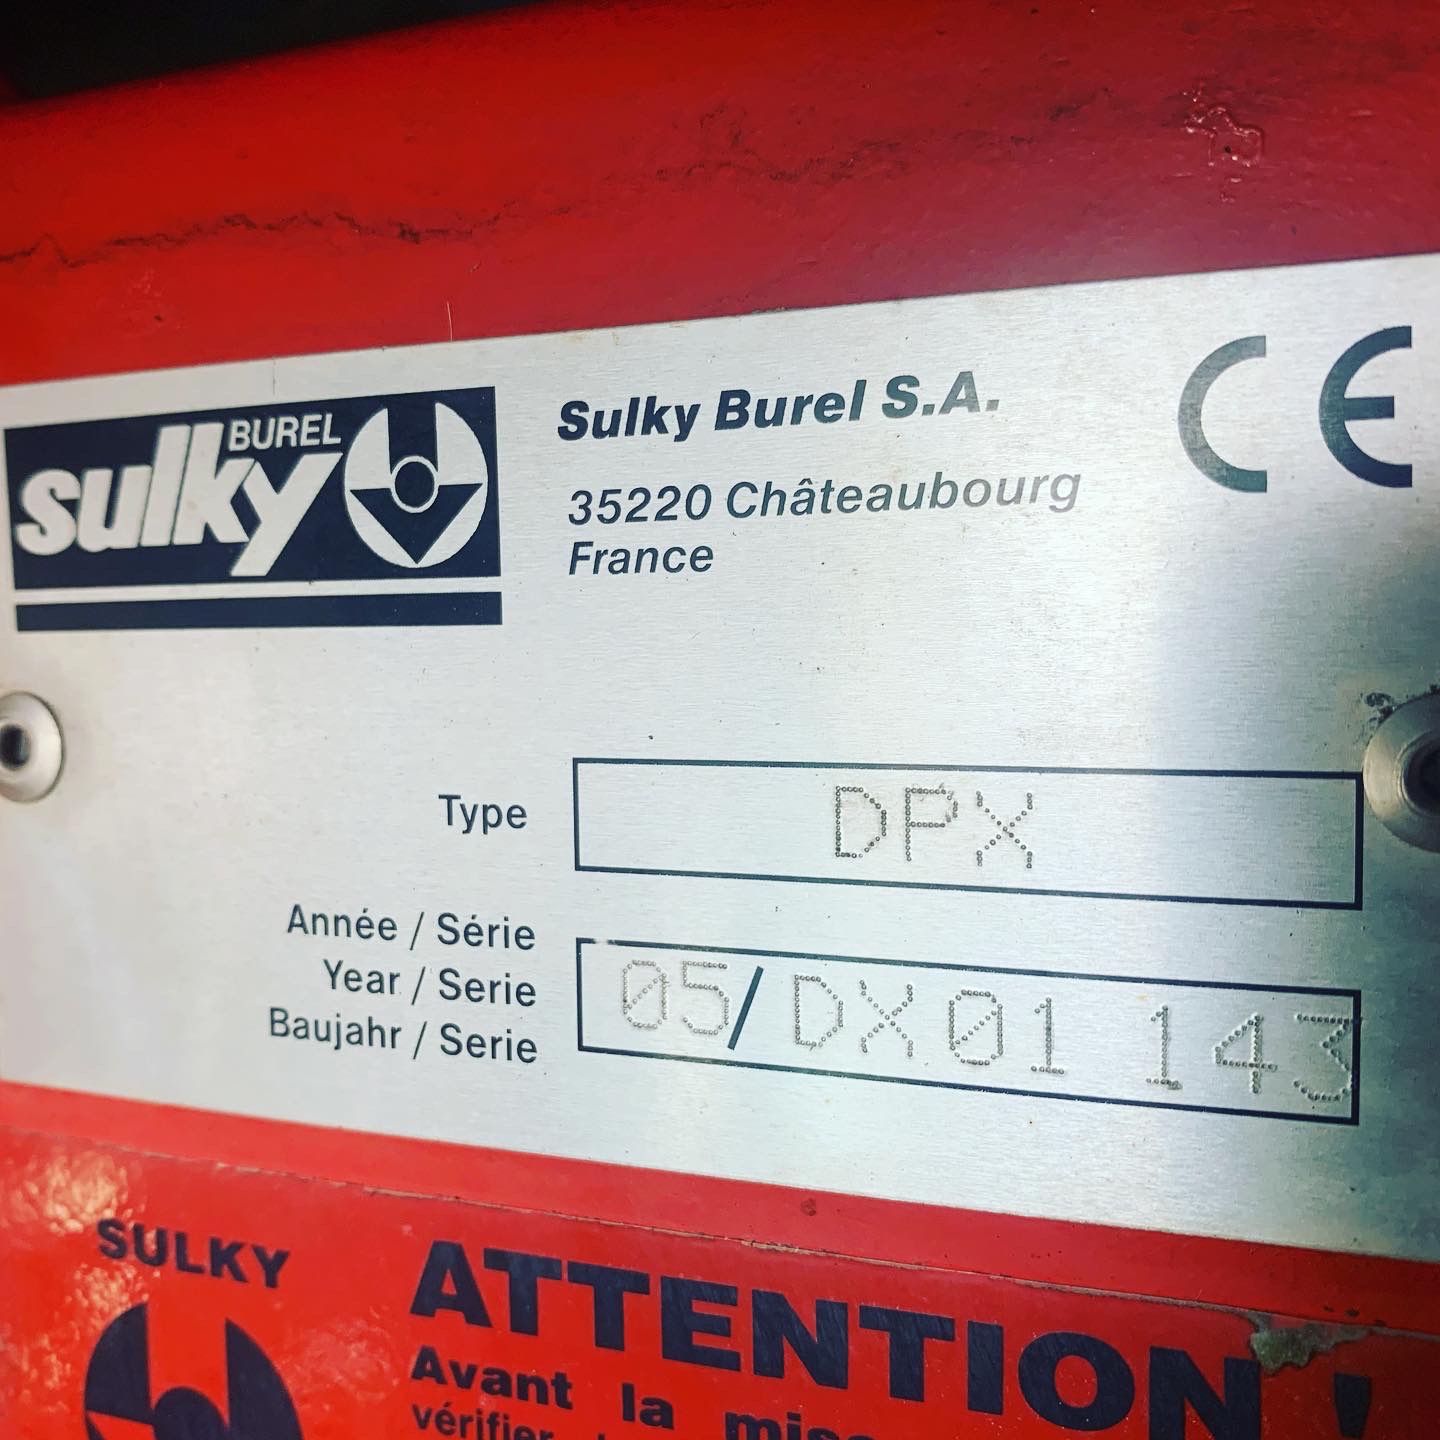 BUREL
sulky
Sulky Burel S.A.
35220 Châteaubourg
France
CE
Type
DPX
Année / Série
Year / Serie
Baujahr / Serie
05/DX01 143
SULKY
ATTENTION !
Avant la mise
vérifier